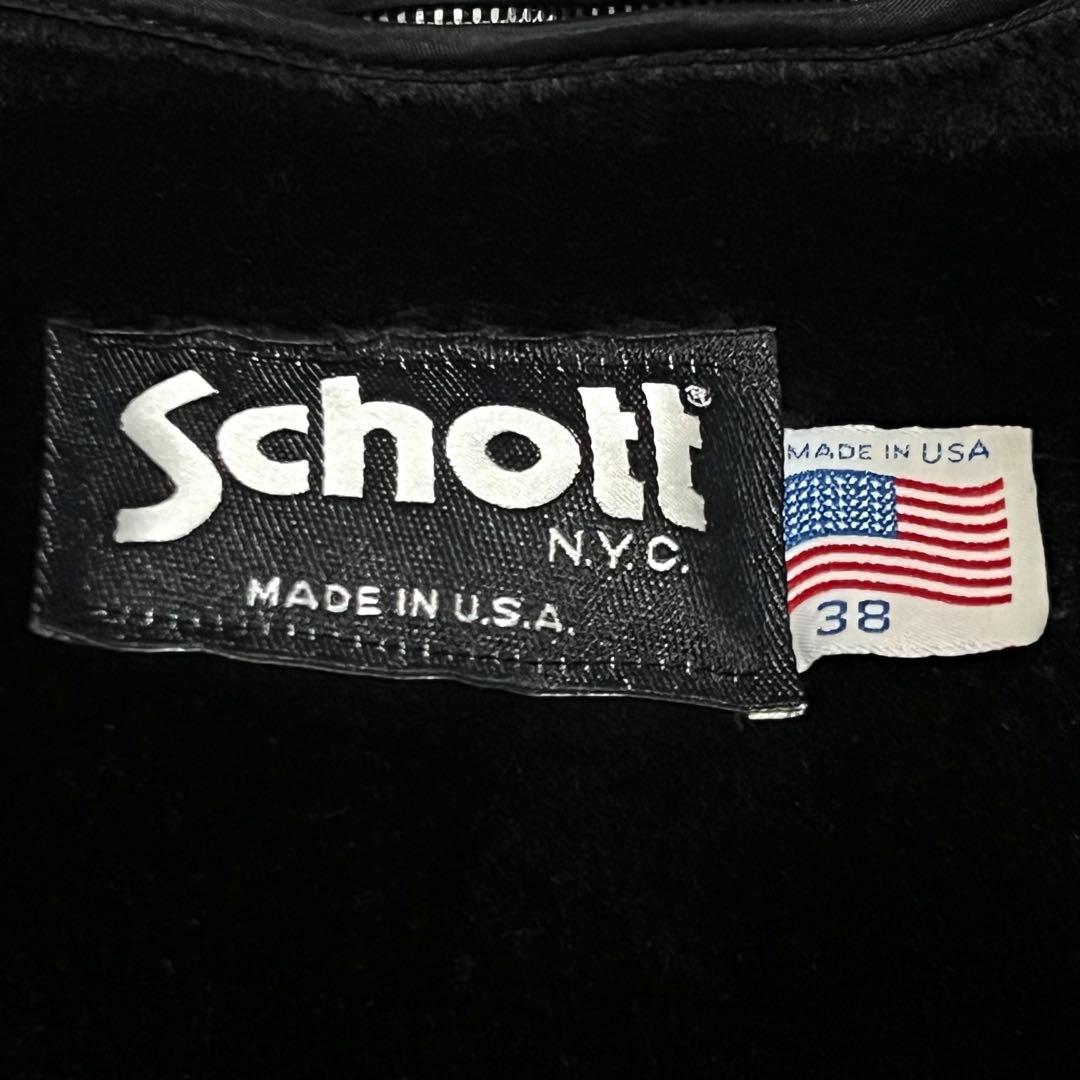 Schott®
N.Y.C.
MADE IN U.S.A.
MADE IN USA
38